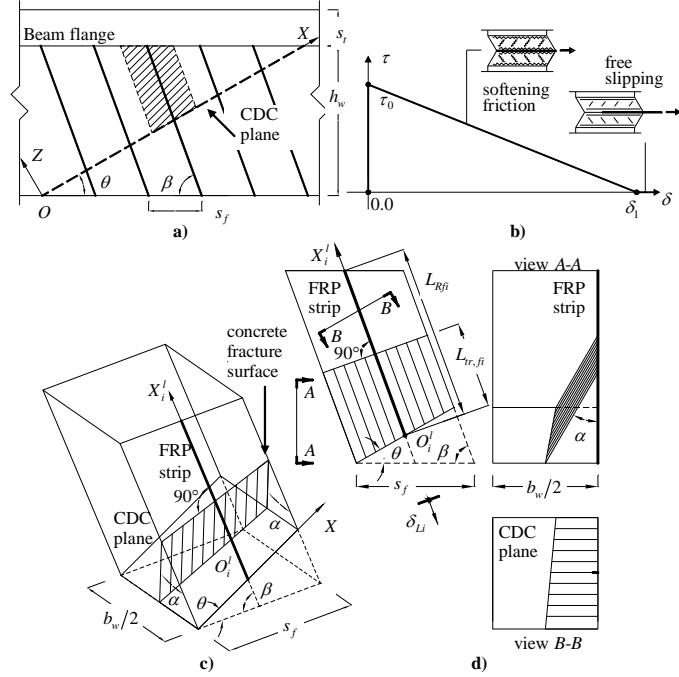 Beam flange
X
s_t
h_w
CDC
plane
Z
θ
β
O
s_f
a)
τ
τ_0
softening
friction
free
slipping
0.0
δ_1
δ
b)
concrete
fracture
surface
X_i^l
FRP
strip
90°
CDC
plane
O_i^l
X
α
α
θ
β
b_w/2
s_f
c)
X_i^l
FRP
strip
L_Rfi
B
B
90°
L_tr,fi
A
A
O_i^l
θ
β
s_f
δ_Li
d)
view A-A
FRP
strip
α
b_w/2
CDC
plane
view B-B